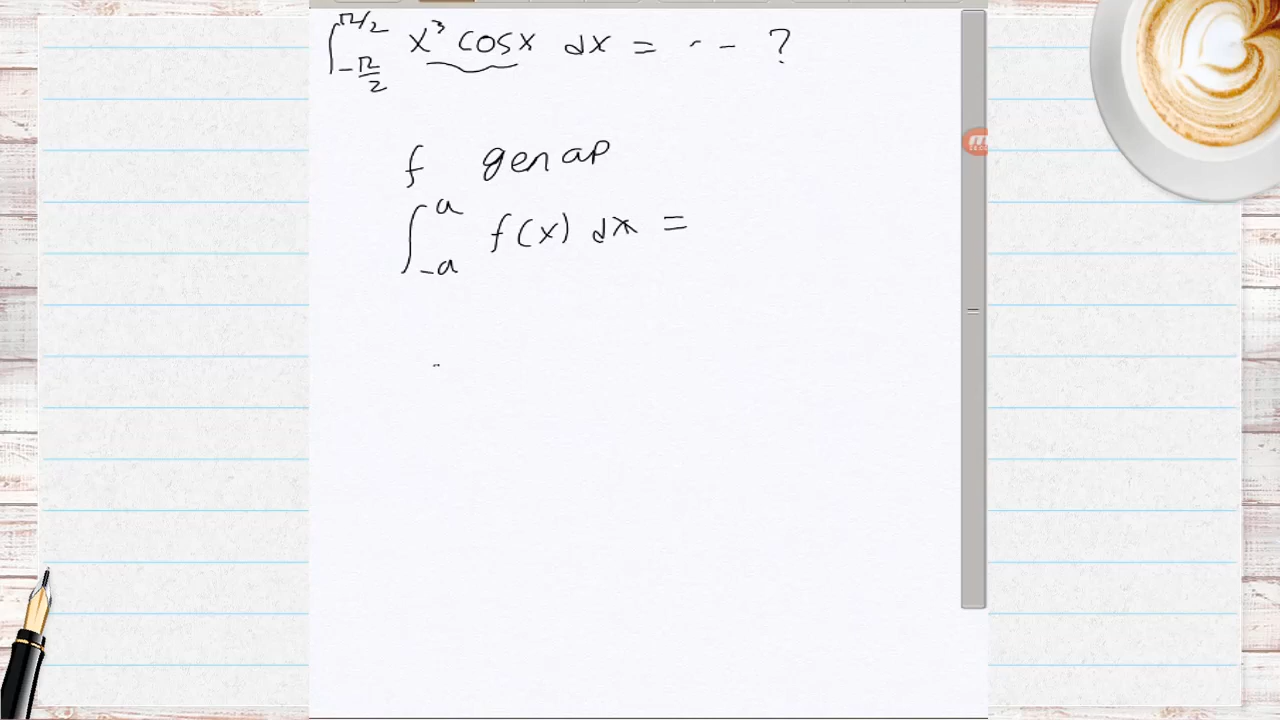 ∫_{-π/2}^{π/2} x³ cos x dx = - - ?
f genap
∫_{-a}^{a} f(x) dx =